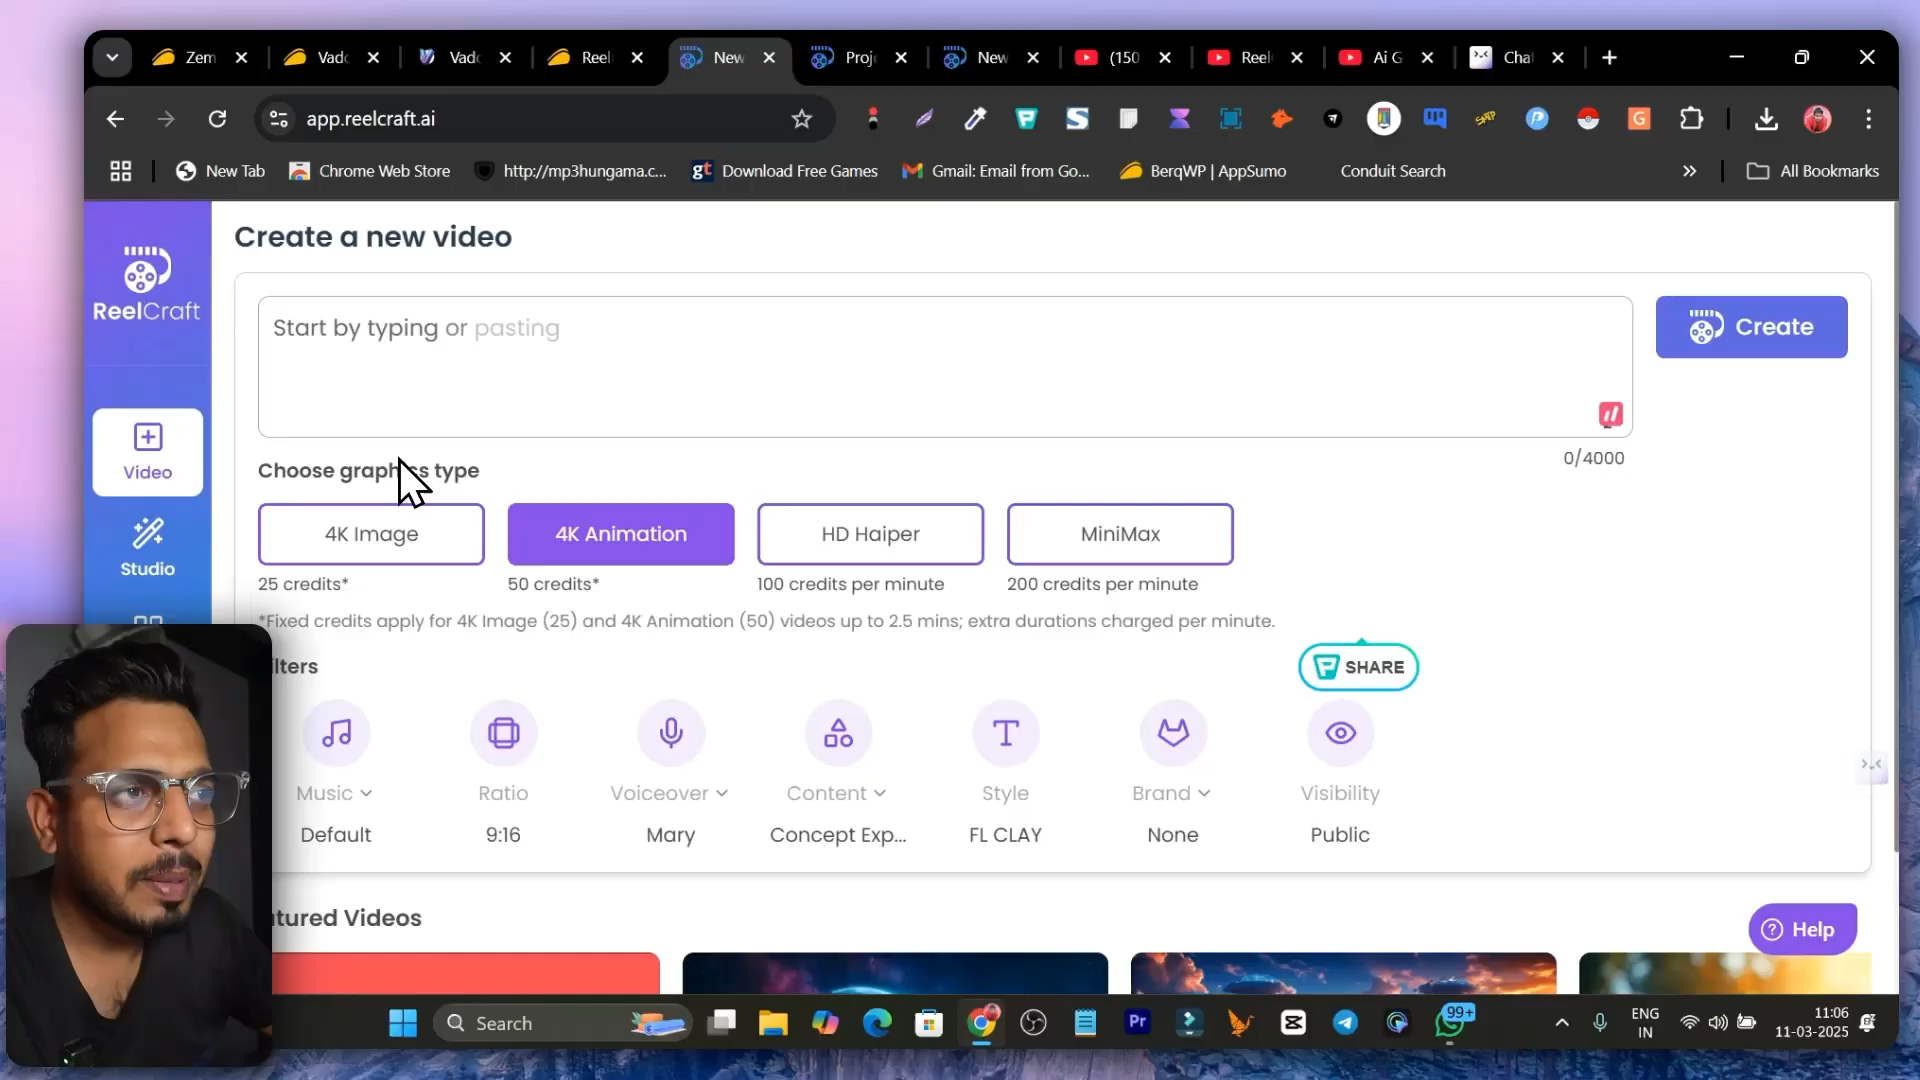 Zem
Vadc
Vadc
Reel
New
Proje
New
(150
Reel
Ai G
Chat
app.reelcraft.ai
New Tab
Chrome Web Store
http://mp3hungama.c...
gt
Download Free Games
Gmail: Email from Go...
BerqWP | AppSumo
Conduit Search
All Bookmarks
ReelCraft
Create a new video
Start by typing or pasting
Create
0/4000
Video
Studio
Choose graphics type
4K Image
4K Animation
HD Haiper
MiniMax
25 credits*
50 credits*
100 credits per minute
200 credits per minute
*Fixed credits apply for 4K Image (25) and 4K Animation (50) videos up to 2.5 mins; extra durations charged per minute.
SHARE
ilters
Music
Ratio
Voiceover
Content
Style
Brand
Visibility
Default
9:16
Mary
Concept Exp...
FL CLAY
None
Public
tured Videos
Help
Search
Pr
99+
ENG
IN
11:06
11-03-2025